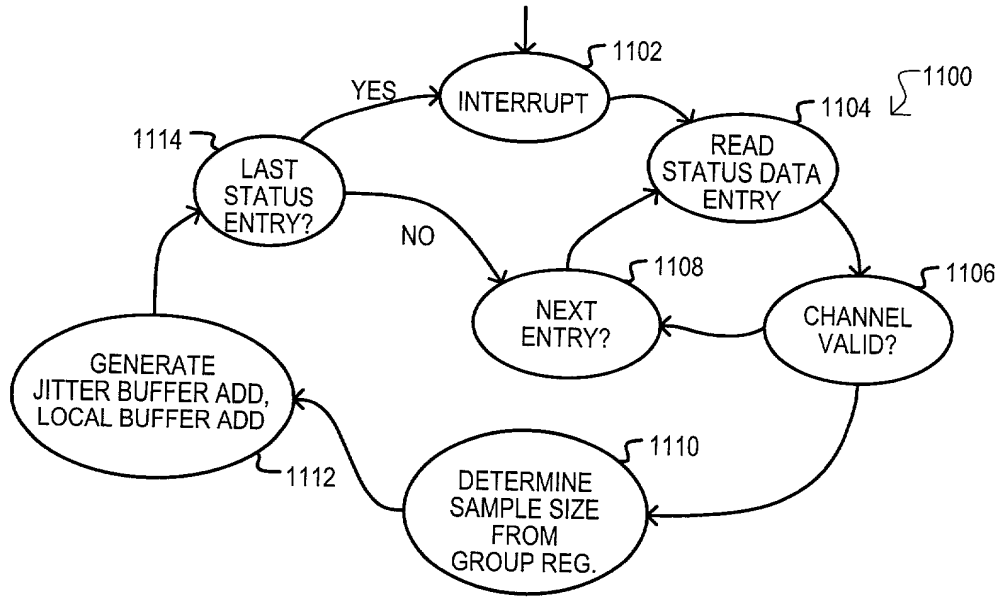 1102
INTERRUPT
1100
1104
READ
STATUS DATA
ENTRY
YES
1114
LAST
STATUS
ENTRY?
NO
1108
NEXT
ENTRY?
1106
CHANNEL
VALID?
GENERATE
JITTER BUFFER ADD,
LOCAL BUFFER ADD
1112
1110
DETERMINE
SAMPLE SIZE
FROM
GROUP REG.